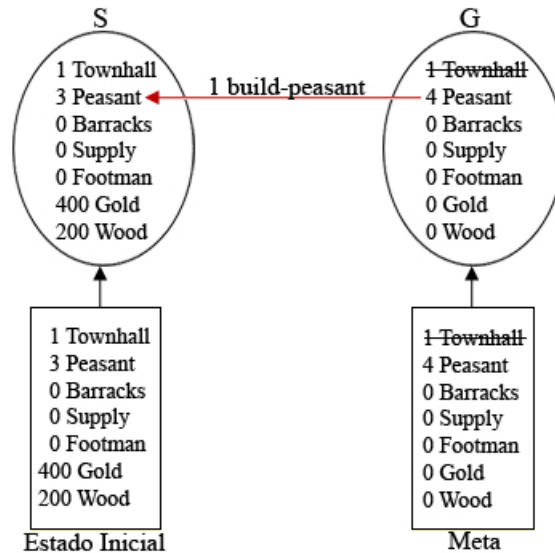 S
1 Townhall
3 Peasant
0 Barracks
0 Supply
0 Footman
400 Gold
200 Wood
1 build-peasant
G
1 Townhall
4 Peasant
0 Barracks
0 Supply
0 Footman
0 Gold
0 Wood
1 Townhall
3 Peasant
0 Barracks
0 Supply
0 Footman
400 Gold
200 Wood
Estado Inicial
1 Townhall
4 Peasant
0 Barracks
0 Supply
0 Footman
0 Gold
0 Wood
Meta